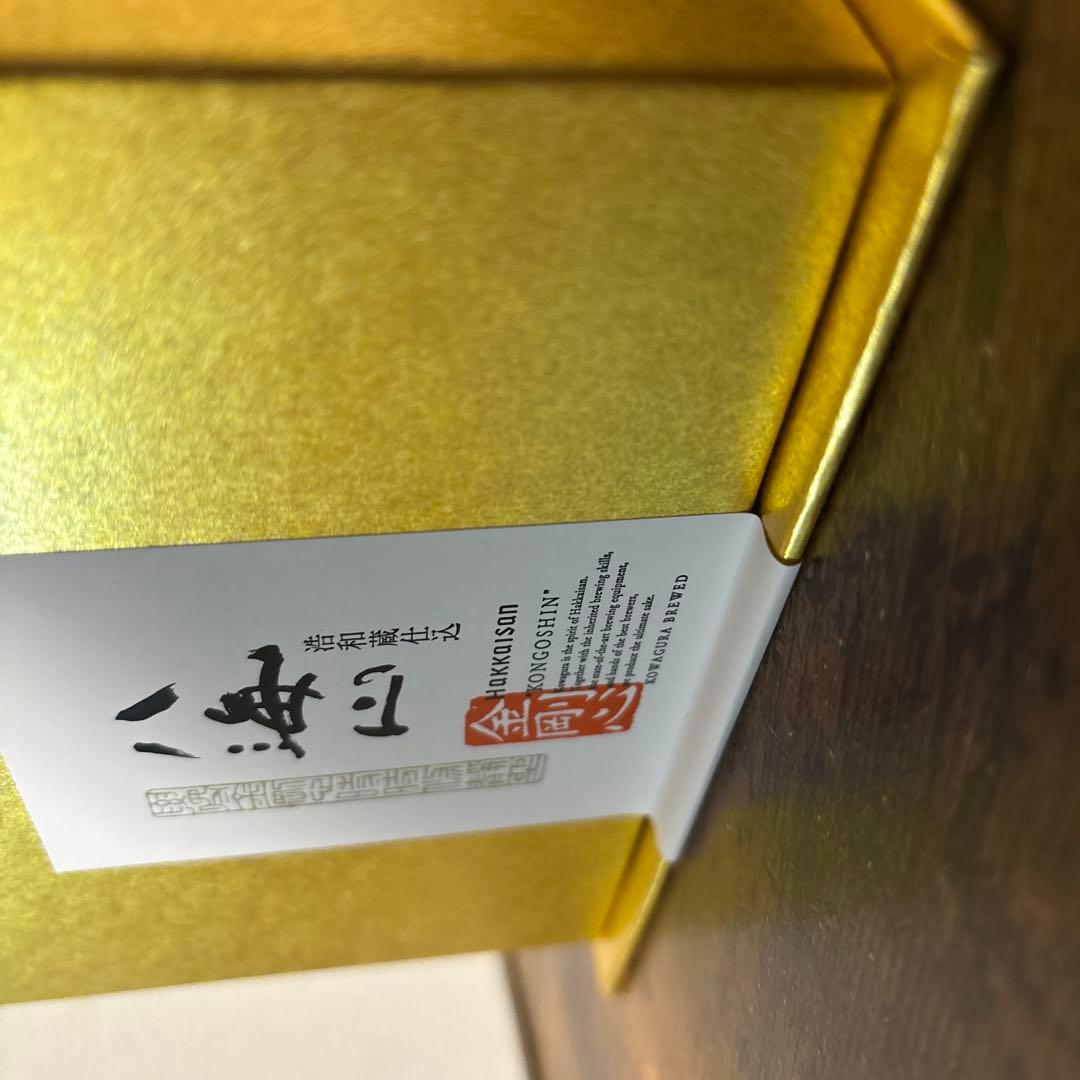 八海山
浩和蔵仕込
Hakkaisan
"KONGOSHIN"
Kowagura is the spirit of Hakkaisan.
Together with the inherited brewing skills,
state-of-the-art brewing equipment,
and hands of the best brewers,
produce the ultimate sake.
KOWAGURA BREWED
金剛心